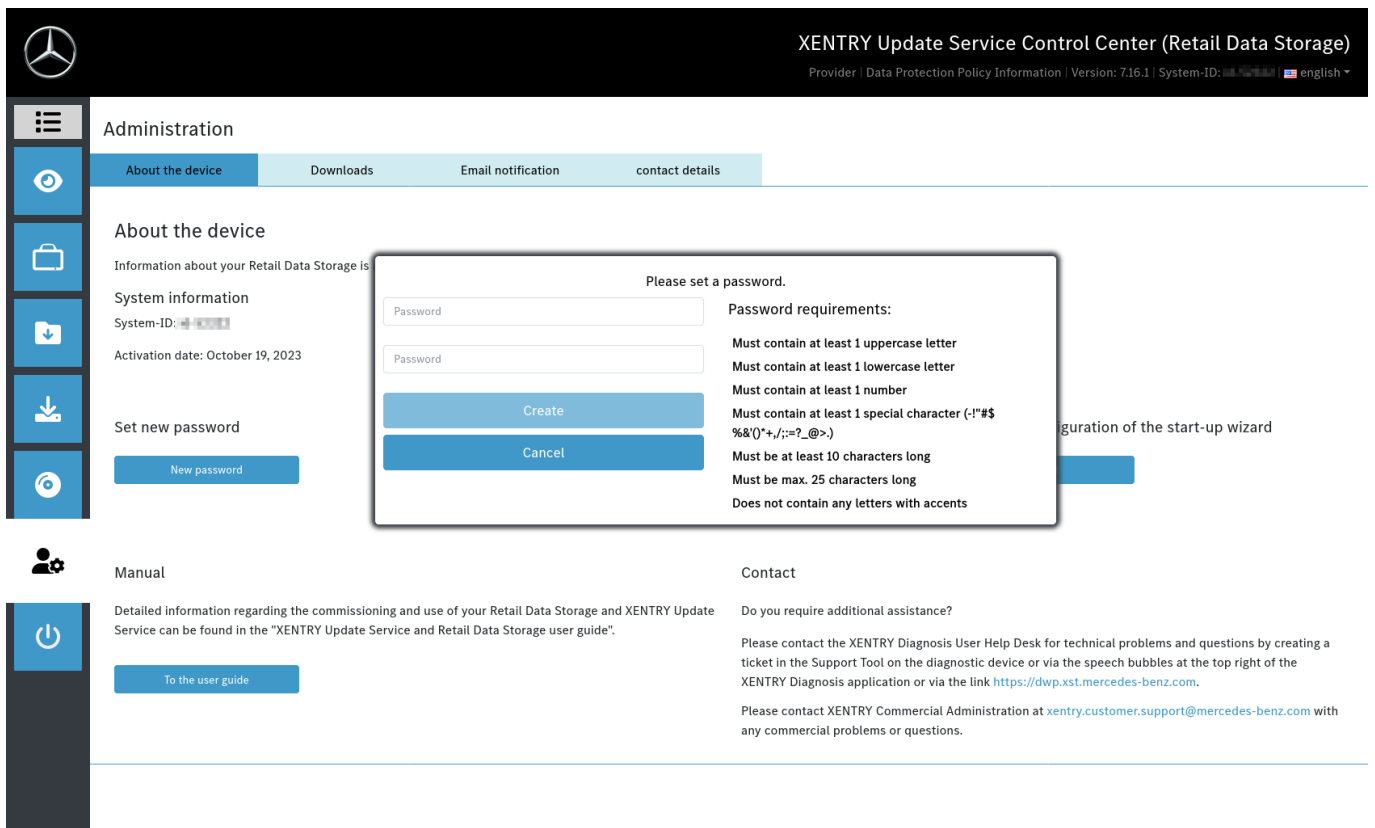 XENTRY Update Service Control Center (Retail Data Storage)
Provider | Data Protection Policy Information | Version: 7.16.1 | System-ID: | english
Administration
About the device
Downloads
Email notification
contact details
About the device
Information about your Retail Data Storage is
System information
System-ID:
Activation date: October 19, 2023
Set new password
New password
Please set a password.
Password
Password
Create
Cancel
Password requirements:
Must contain at least 1 uppercase letter
Must contain at least 1 lowercase letter
Must contain at least 1 number
Must contain at least 1 special character (-!"#$
%&'()*+,/;:=?_@>.)
Must be at least 10 characters long
Must be max. 25 characters long
Does not contain any letters with accents
iguration of the start-up wizard
Manual
Detailed information regarding the commissioning and use of your Retail Data Storage and XENTRY Update
Service can be found in the "XENTRY Update Service and Retail Data Storage user guide".
To the user guide
Contact
Do you require additional assistance?
Please contact the XENTRY Diagnosis User Help Desk for technical problems and questions by creating a
ticket in the Support Tool on the diagnostic device or via the speech bubbles at the top right of the
XENTRY Diagnosis application or via the link https://dwp.xst.mercedes-benz.com.
Please contact XENTRY Commercial Administration at xentry.customer.support@mercedes-benz.com with
any commercial problems or questions.